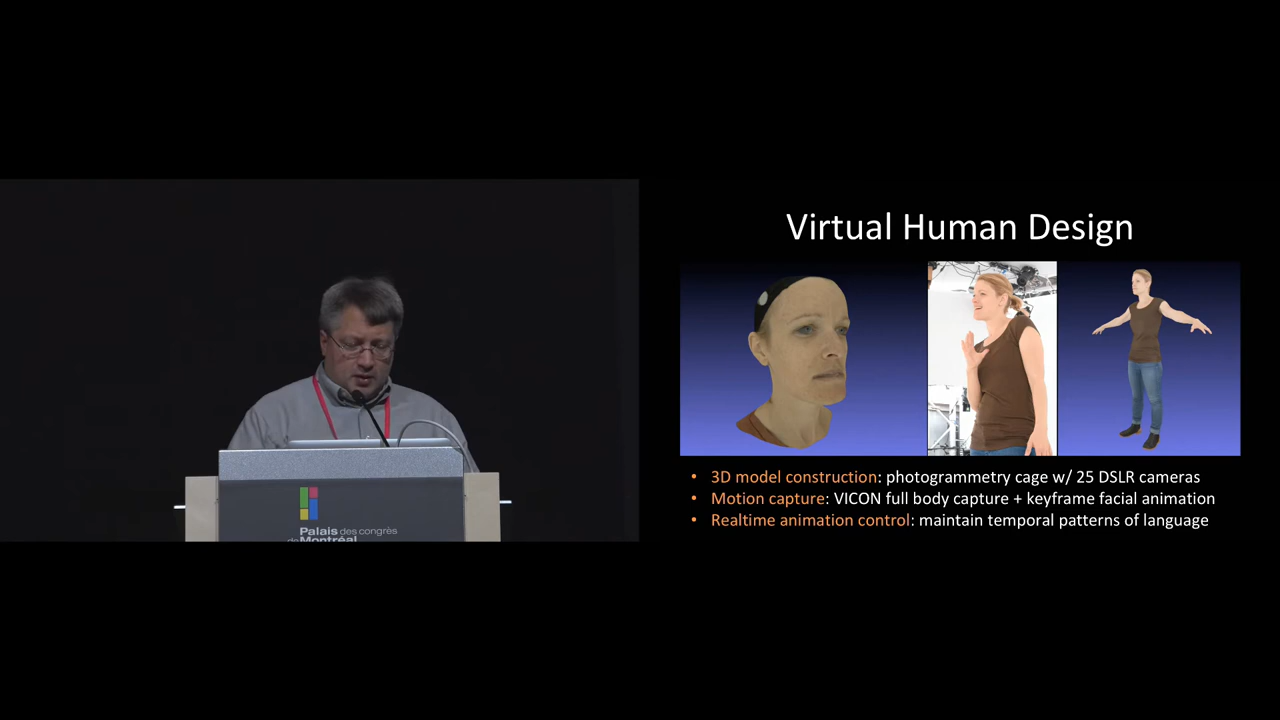 Virtual Human Design
• 3D model construction: photogrammetry cage w/ 25 DSLR cameras
• Motion capture: VICON full body capture + keyframe facial animation
• Realtime animation control: maintain temporal patterns of language
Palais des congrès
de Montréal